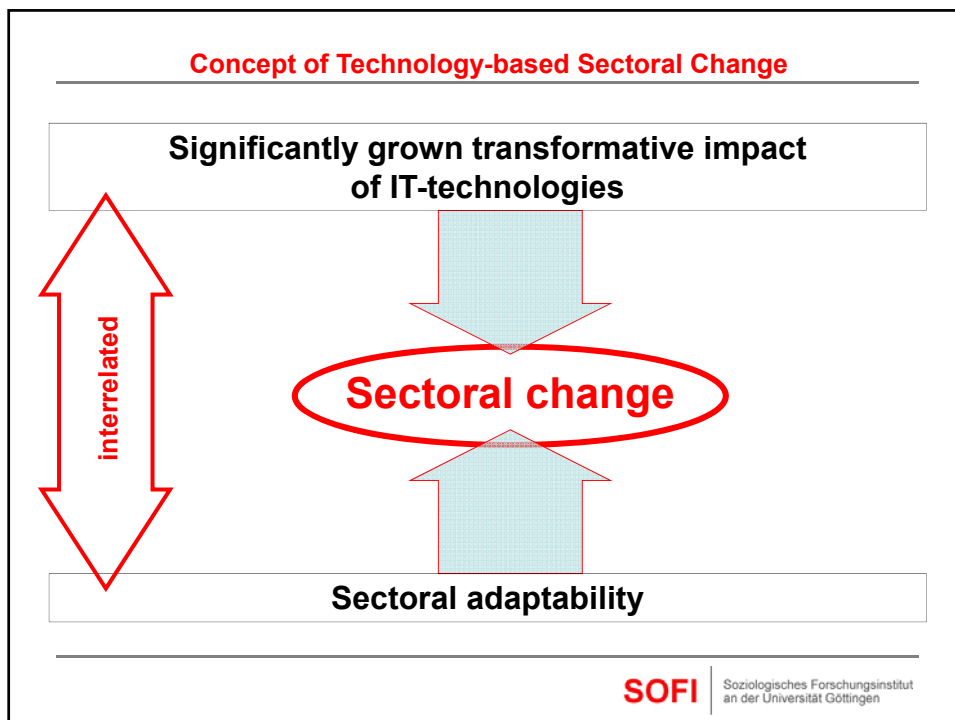 Concept of Technology-based Sectoral Change
Significantly grown transformative impact
of IT-technologies
interrelated
Sectoral change
Sectoral adaptability
SOFI
Soziologisches Forschungsinstitut
an der Universität Göttingen